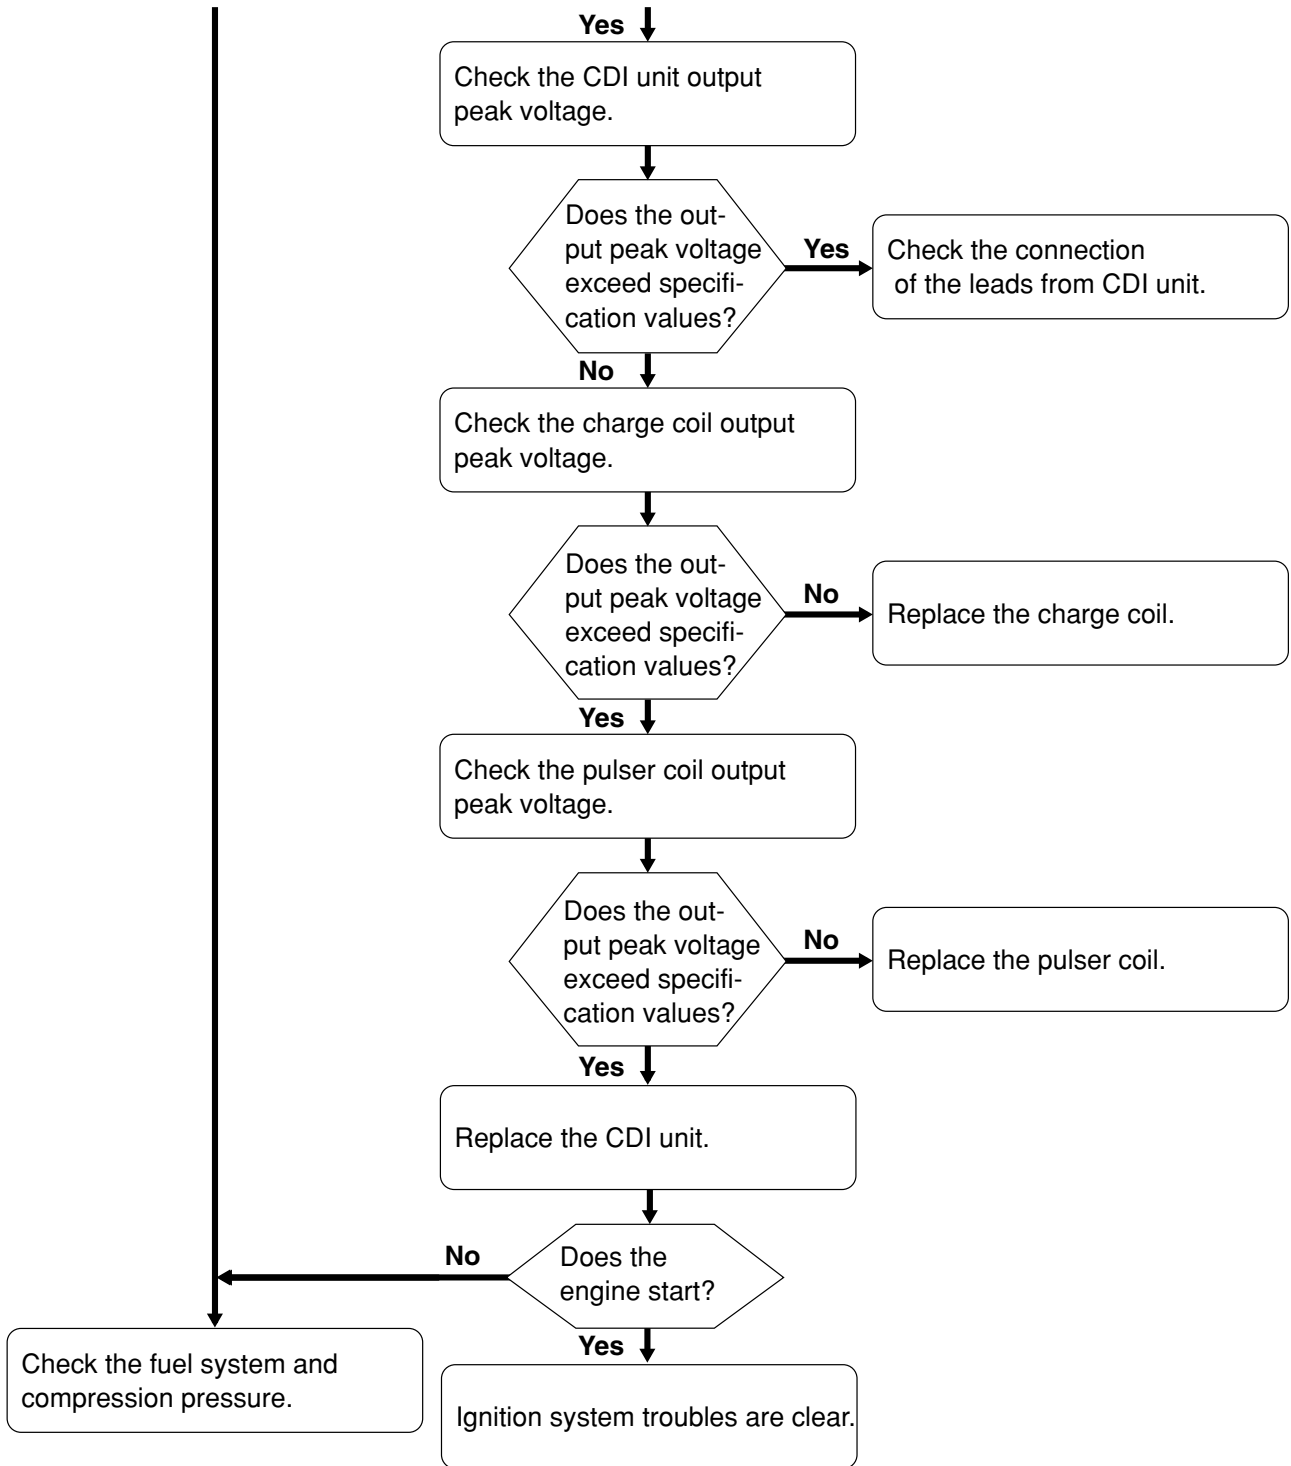 Yes
Check the CDI unit output
peak voltage.
Does the out-
put peak voltage
exceed specifi-
cation values?
Yes
Check the connection
of the leads from CDI unit.
No
Check the charge coil output
peak voltage.
Does the out-
put peak voltage
exceed specifi-
cation values?
No
Replace the charge coil.
Yes
Check the pulser coil output
peak voltage.
Does the out-
put peak voltage
exceed specifi-
cation values?
No
Replace the pulser coil.
Yes
Replace the CDI unit.
Does the
engine start?
No
Yes
Check the fuel system and
compression pressure.
Ignition system troubles are clear.